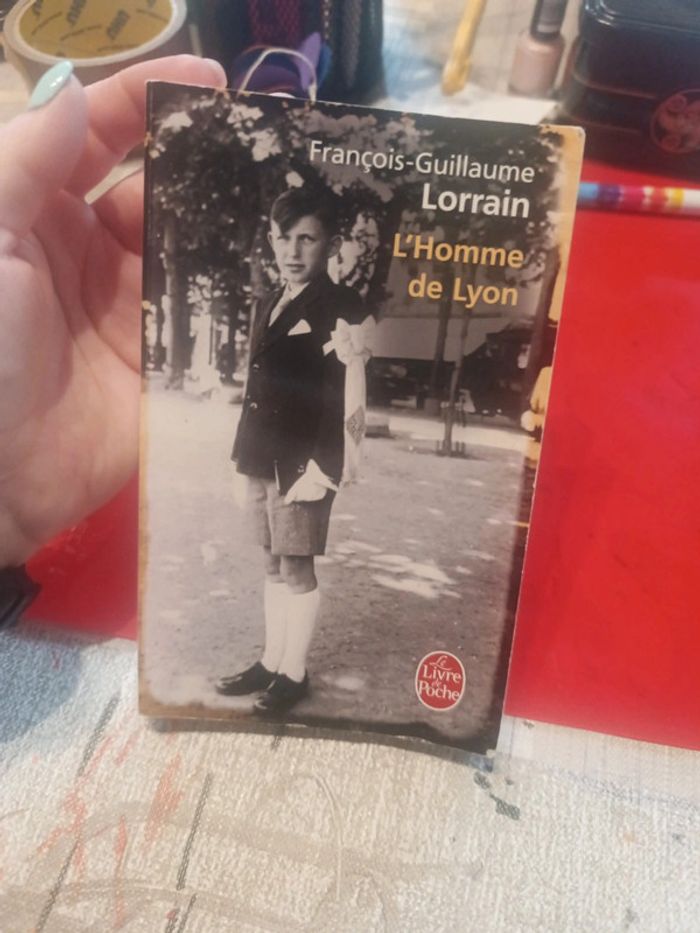 François-Guillaume
Lorrain
L'Homme
de Lyon
Le
Livre
de
Poche